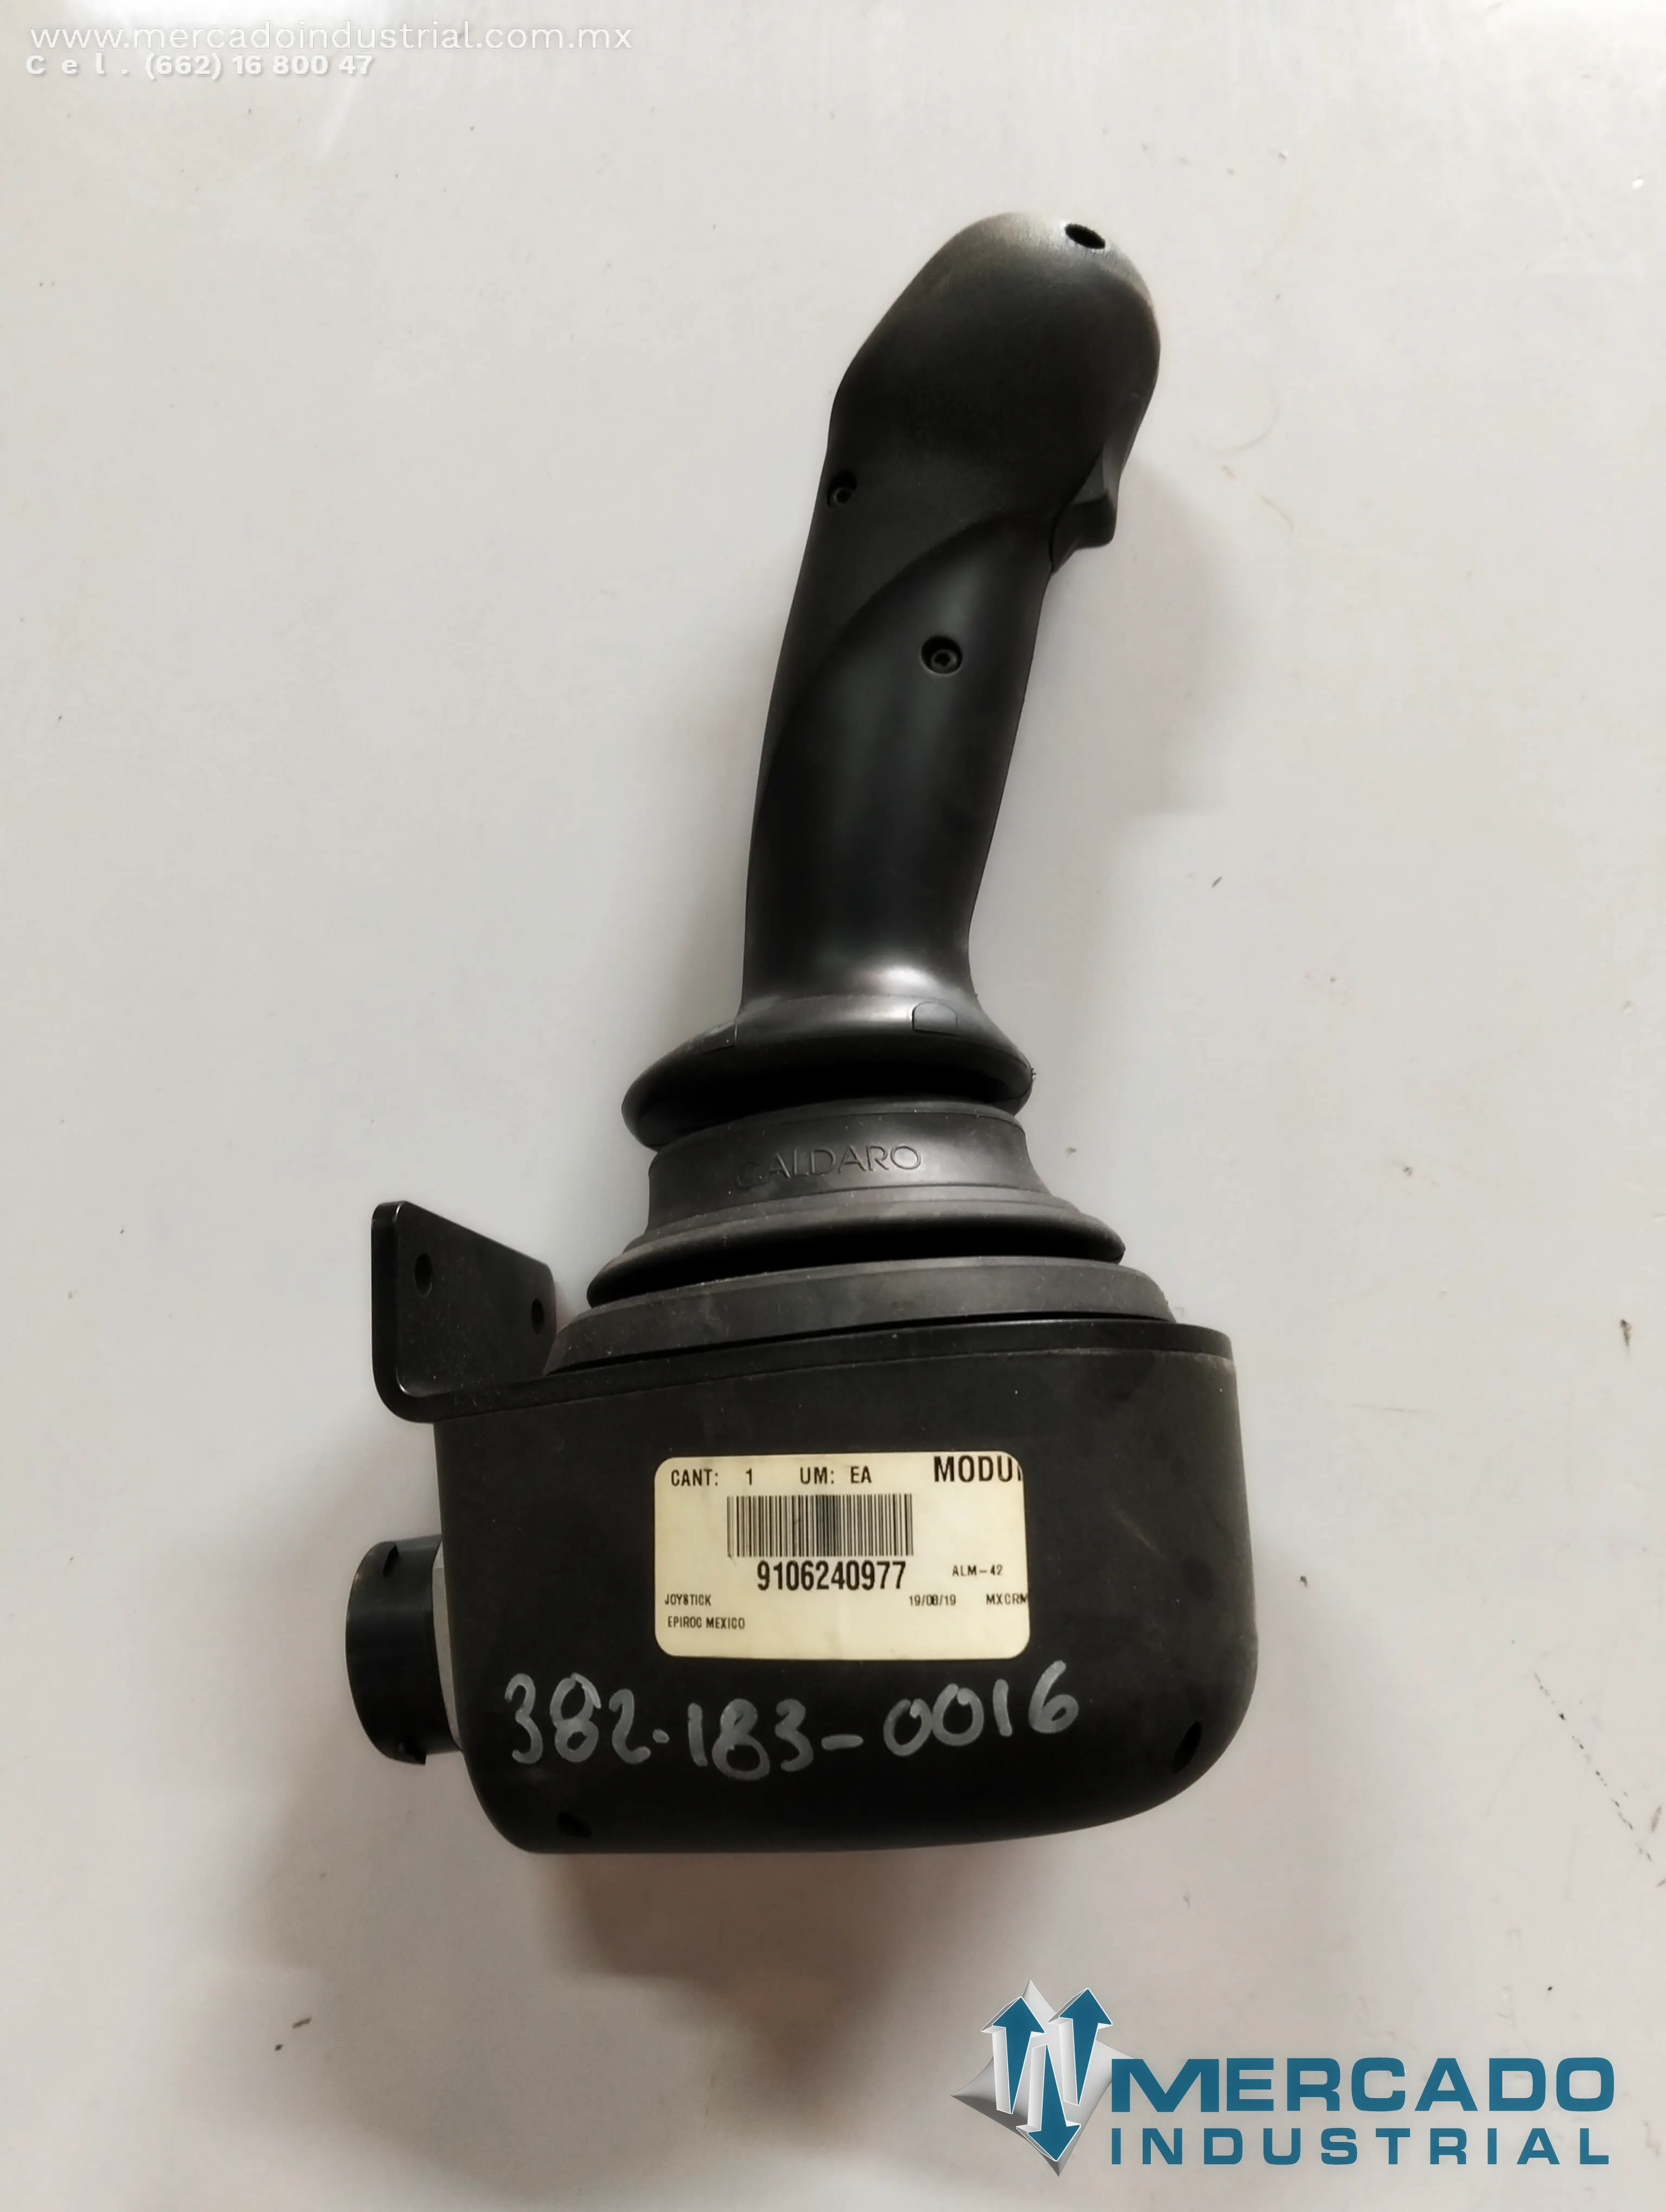 www.mercadoindustrial.com.mx
Cel. (662) 16 800 47
CALDARO
CANT: 1 UM: EA
9106240977 ALM-42
JOYSTICK 19/08/19 MXCRM
EPIROC MEXICO
382-183-0016
MERCADO
INDUSTRIAL